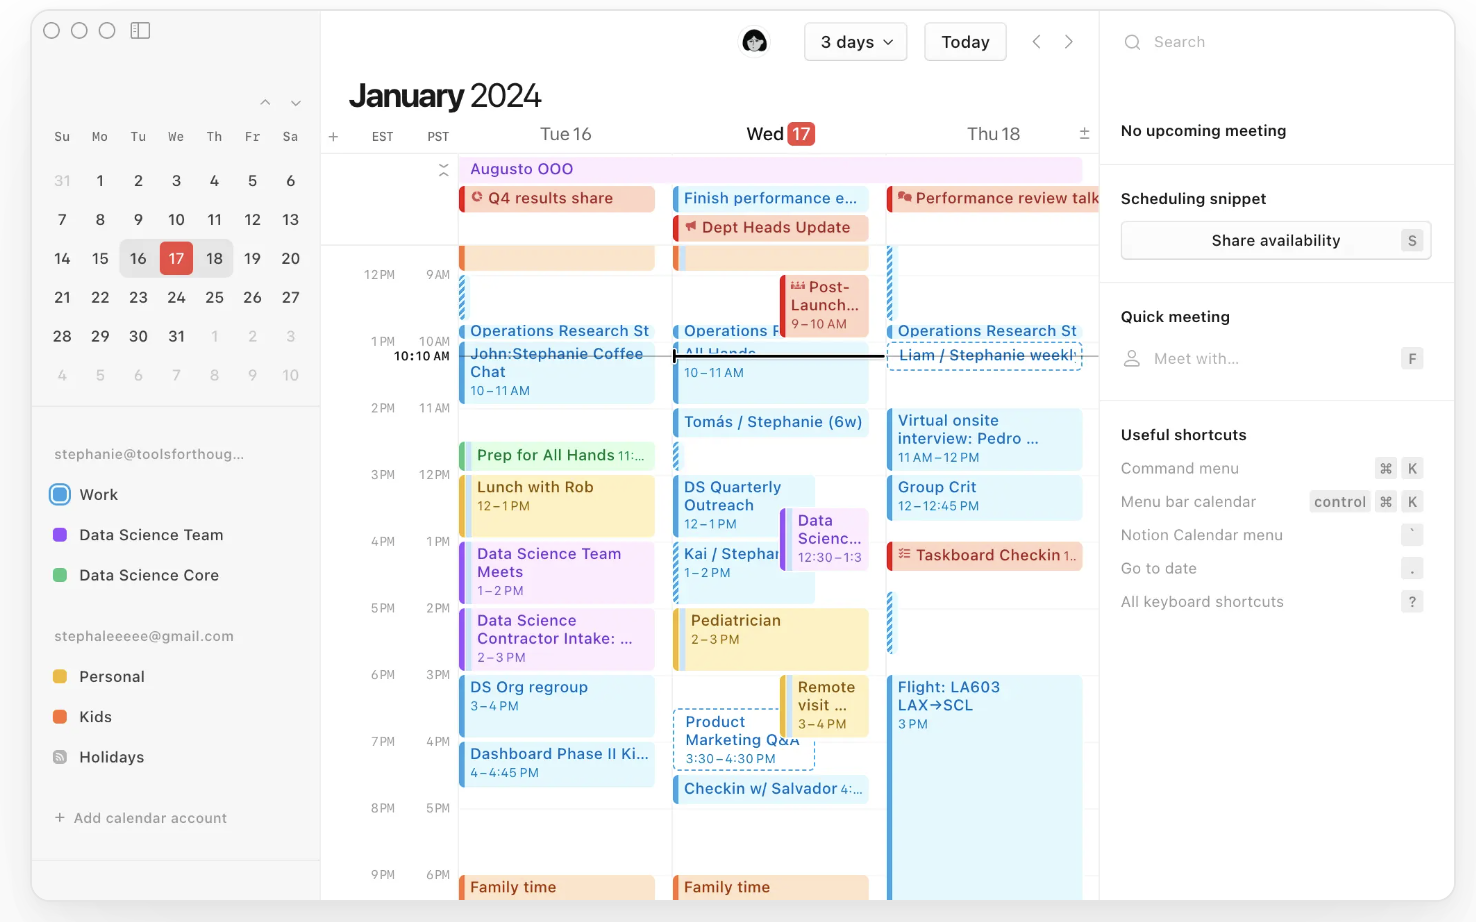 3 days
Today
Search
January 2024
Su Mo Tu We Th Fr Sa
31 1 2 3 4 5 6
7 8 9 10 11 12 13
14 15 16 17 18 19 20
21 22 23 24 25 26 27
28 29 30 31 1 2 3
4 5 6 7 8 9 10
stephanie@toolsforthoug...
Work
Data Science Team
Data Science Core
stephaleeeee@gmail.com
Personal
Kids
Holidays
+ Add calendar account
+ EST PST Tue 16 Wed 17 Thu 18 ±
Augusto OOO
Q4 results share
Finish performance e...
Performance review talk
Dept Heads Update
12 PM 9 AM
1 PM 10 AM
10:10 AM
2 PM 11 AM
3 PM 12 PM
4 PM 1 PM
5 PM 2 PM
6 PM 3 PM
7 PM 4 PM
8 PM 5 PM
9 PM 6 PM
Operations Research St
John:Stephanie Coffee
Chat
10–11 AM
Prep for All Hands 11:...
Lunch with Rob
12–1 PM
Data Science Team
Meets
1–2 PM
Data Science
Contractor Intake: ...
2–3 PM
DS Org regroup
3–4 PM
Dashboard Phase II Ki...
4–4:45 PM
Family time
Post-
Launch...
9–10 AM
Operations
All Hands
10–11 AM
Tomás / Stephanie (6w)
DS Quarterly
Outreach
12–1 PM
Data
Scienc...
12:30–1:3
Kai / Stephan
1–2 PM
Pediatrician
2–3 PM
Remote
visit ...
3–4 PM
Product
Marketing Q&A
3:30–4:30 PM
Checkin w/ Salvador 4:...
Family time
Operations Research St
Liam / Stephanie weekly
Virtual onsite
interview: Pedro ...
11 AM–12 PM
Group Crit
12–12:45 PM
Taskboard Checkin 1..
Flight: LA603
LAX→SCL
3 PM
No upcoming meeting
Scheduling snippet
Share availability S
Quick meeting
Meet with... F
Useful shortcuts
Command menu ⌘ K
Menu bar calendar control ⌘ K
Notion Calendar menu `
Go to date .
All keyboard shortcuts ?